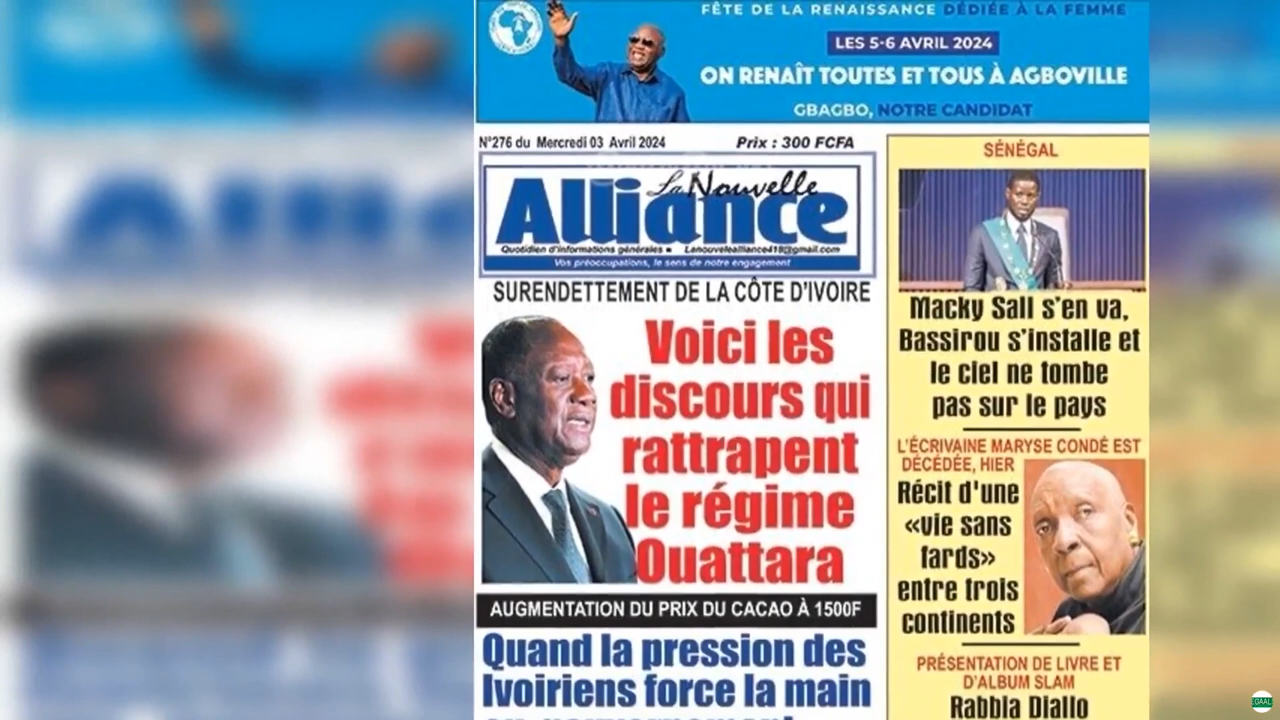 FÊTE DE LA RENAISSANCE DÉDIÉE À LA FEMME
LES 5-6 AVRIL 2024
ON RENAÎT TOUTES ET TOUS À AGBOVILLE
GBAGBO, NOTRE CANDIDAT
N°276 du Mercredi 03 Avril 2024
Prix : 300 FCFA
La Nouvelle
Alliance
Quotidien d'informations générales ■ Lanouvelealliance418@gmail.com
Vos préoccupations, le sens de notre engagement
SURENDETTEMENT DE LA CÔTE D'IVOIRE
Voici les
discours qui
rattrapent
le régime
Ouattara
AUGMENTATION DU PRIX DU CACAO À 1500F
Quand la pression des
Ivoiriens force la main
SÉNÉGAL
Macky Sall s'en va,
Bassirou s'installe et
le ciel ne tombe
pas sur le pays
L'ÉCRIVAINE MARYSE CONDÉ EST
DÉCÉDÉE, HIER
Récit d'une
«vie sans
fards»
entre trois
continents
PRÉSENTATION DE LIVRE ET
D'ALBUM SLAM
Rabbla Dlallo